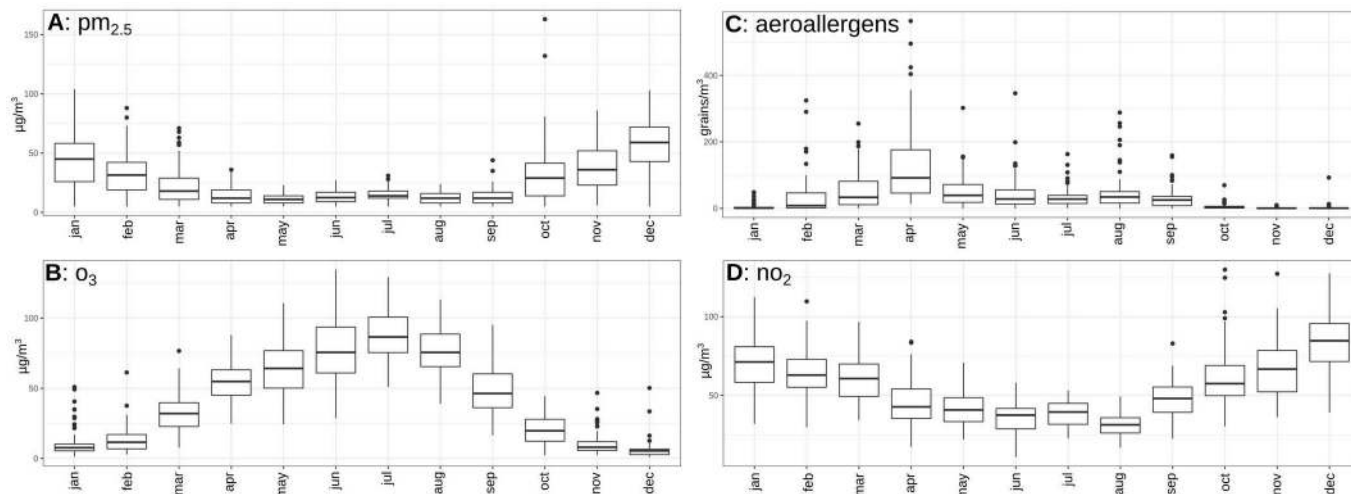 A: pm2.5
µg/m³
150
100
50
0
jan feb mar apr may jun jul aug sep oct nov dec
B: o3
µg/m³
100
50
0
jan feb mar apr may jun jul aug sep oct nov dec
C: aeroallergens
grains/m³
400
200
0
jan feb mar apr may jun jul aug sep oct nov dec
D: no2
µg/m³
100
50
jan feb mar apr may jun jul aug sep oct nov dec